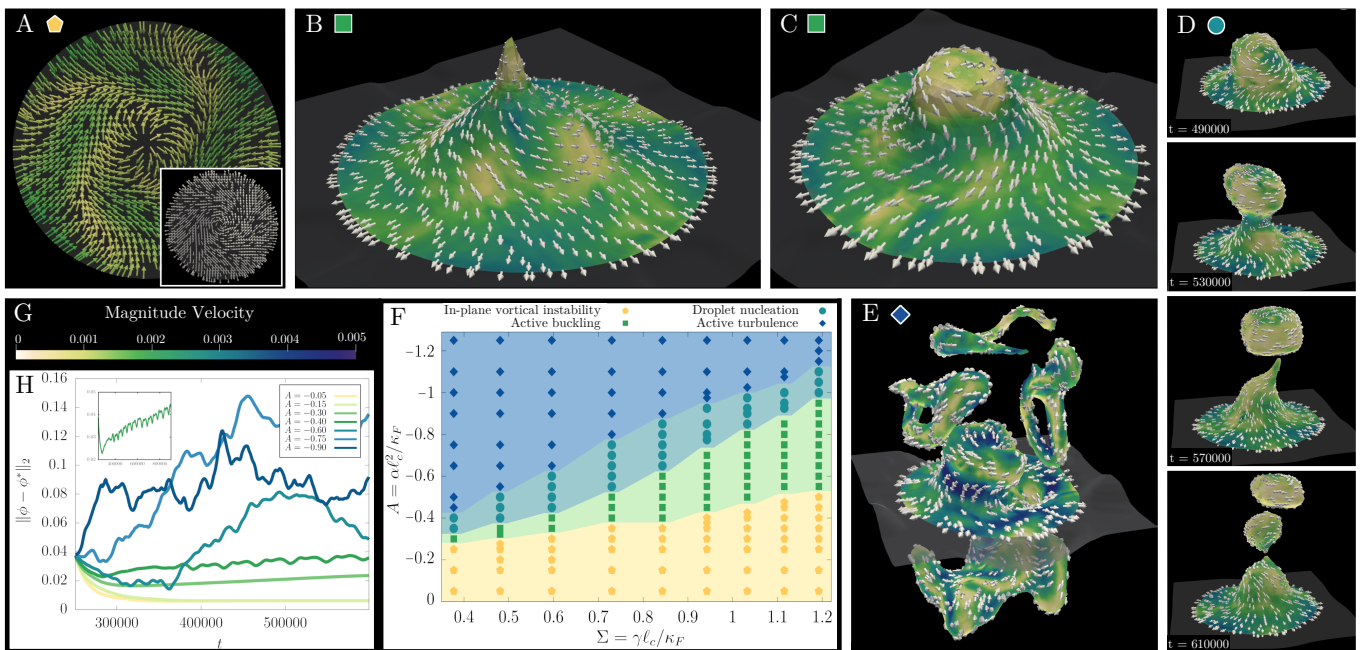 A
B
C
D
t = 490000
t = 530000
t = 570000
t = 610000
G
Magnitude Velocity
0 0.001 0.002 0.003 0.004 0.005
H
0.16
0.14
0.12
0.1
0.08
0.06
0.04
0.02
0
‖ϕ − ϕ*‖₂
A = −0.05
A = −0.15
A = −0.30
A = −0.40
A = −0.60
A = −0.75
A = −0.90
300000 400000 500000
t
F
In-plane vortical instability
Active buckling
Droplet nucleation
Active turbulence
−1.2
−1
−0.8
−0.6
−0.4
−0.2
0
A = αℓ_c²/κ_F
0.4 0.5 0.6 0.7 0.8 0.9 1 1.1 1.2
Σ = γℓ_c/κ_F
E